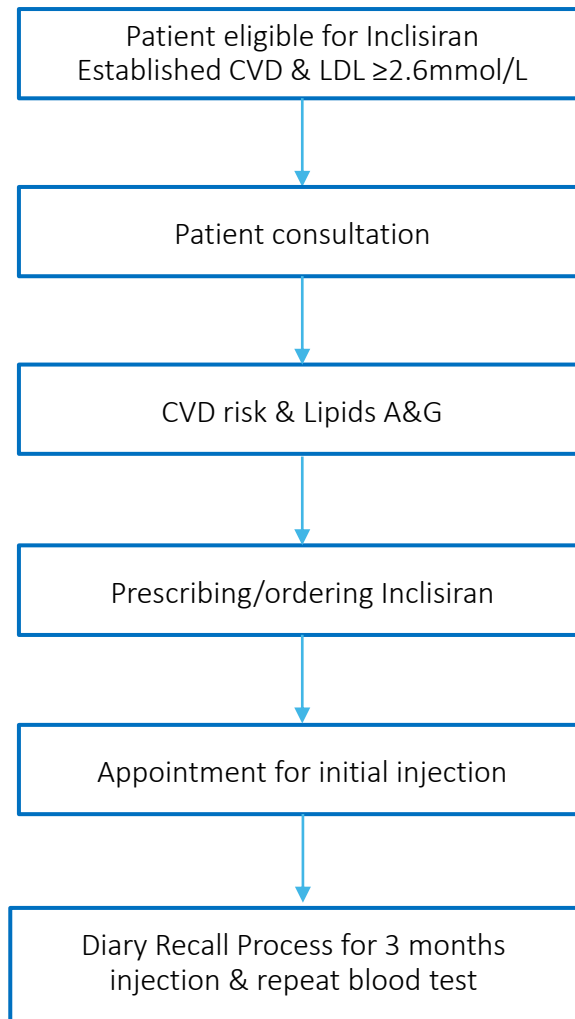 Patient eligible for Inclisiran
Established CVD & LDL ≥2.6mmol/L
Patient consultation
CVD risk & Lipids A&G
Prescribing/ordering Inclisiran
Appointment for initial injection
Diary Recall Process for 3 months
injection & repeat blood test